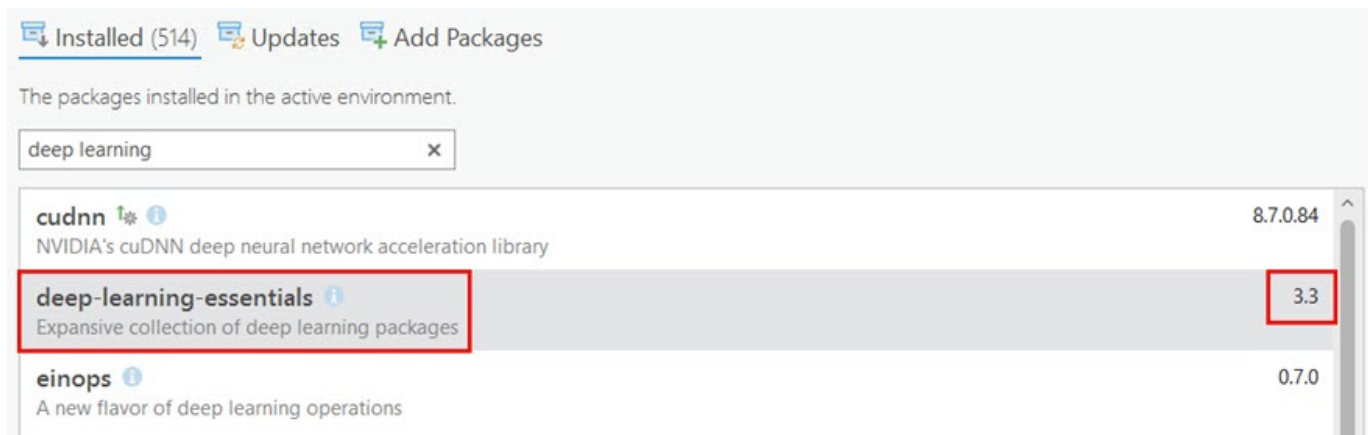 Installed (514) Updates Add Packages
The packages installed in the active environment.
deep learning
cudnn 8.7.0.84
NVIDIA's cuDNN deep neural network acceleration library
deep-learning-essentials 3.3
Expansive collection of deep learning packages
einops 0.7.0
A new flavor of deep learning operations